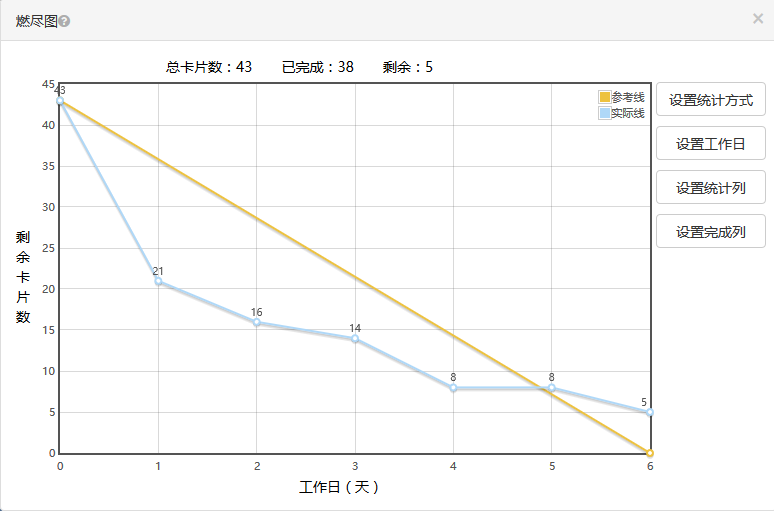 燃尽图?
×
总卡片数：43 已完成：38 剩余：5
45
40
35
30
25
20
15
10
5
0
剩余卡片数
43
21
16
14
8
8
5
参考线
实际线
0 1 2 3 4 5 6
工作日（天）
设置统计方式
设置工作日
设置统计列
设置完成列